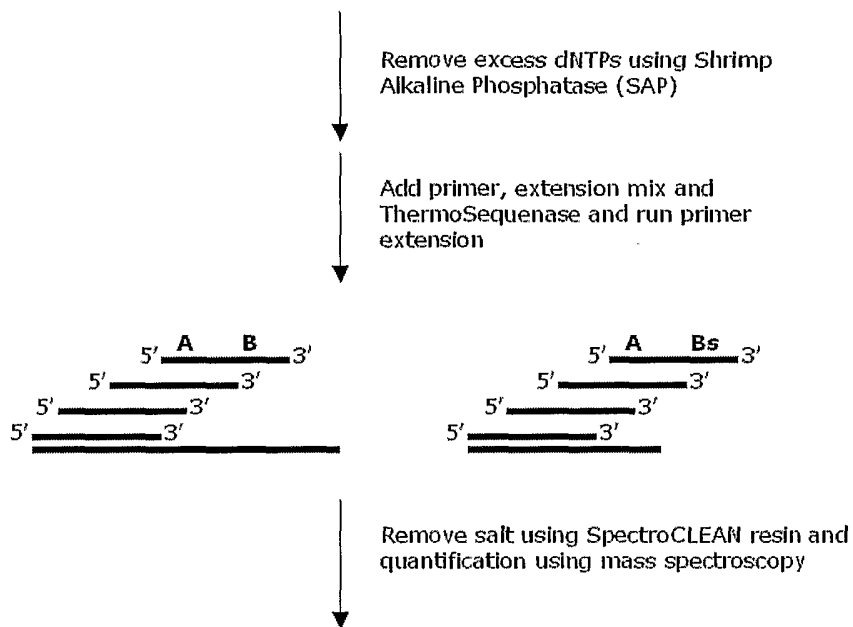 Remove excess dNTPs using Shrimp
Alkaline Phosphatase (SAP)
Add primer, extension mix and
ThermoSequenase and run primer
extension
A B
5' 3'
5' 3'
5' 3'
5' 3'
A Bs
5' 3'
5' 3'
5' 3'
5' 3'
Remove salt using SpectroCLEAN resin and
quantification using mass spectroscopy